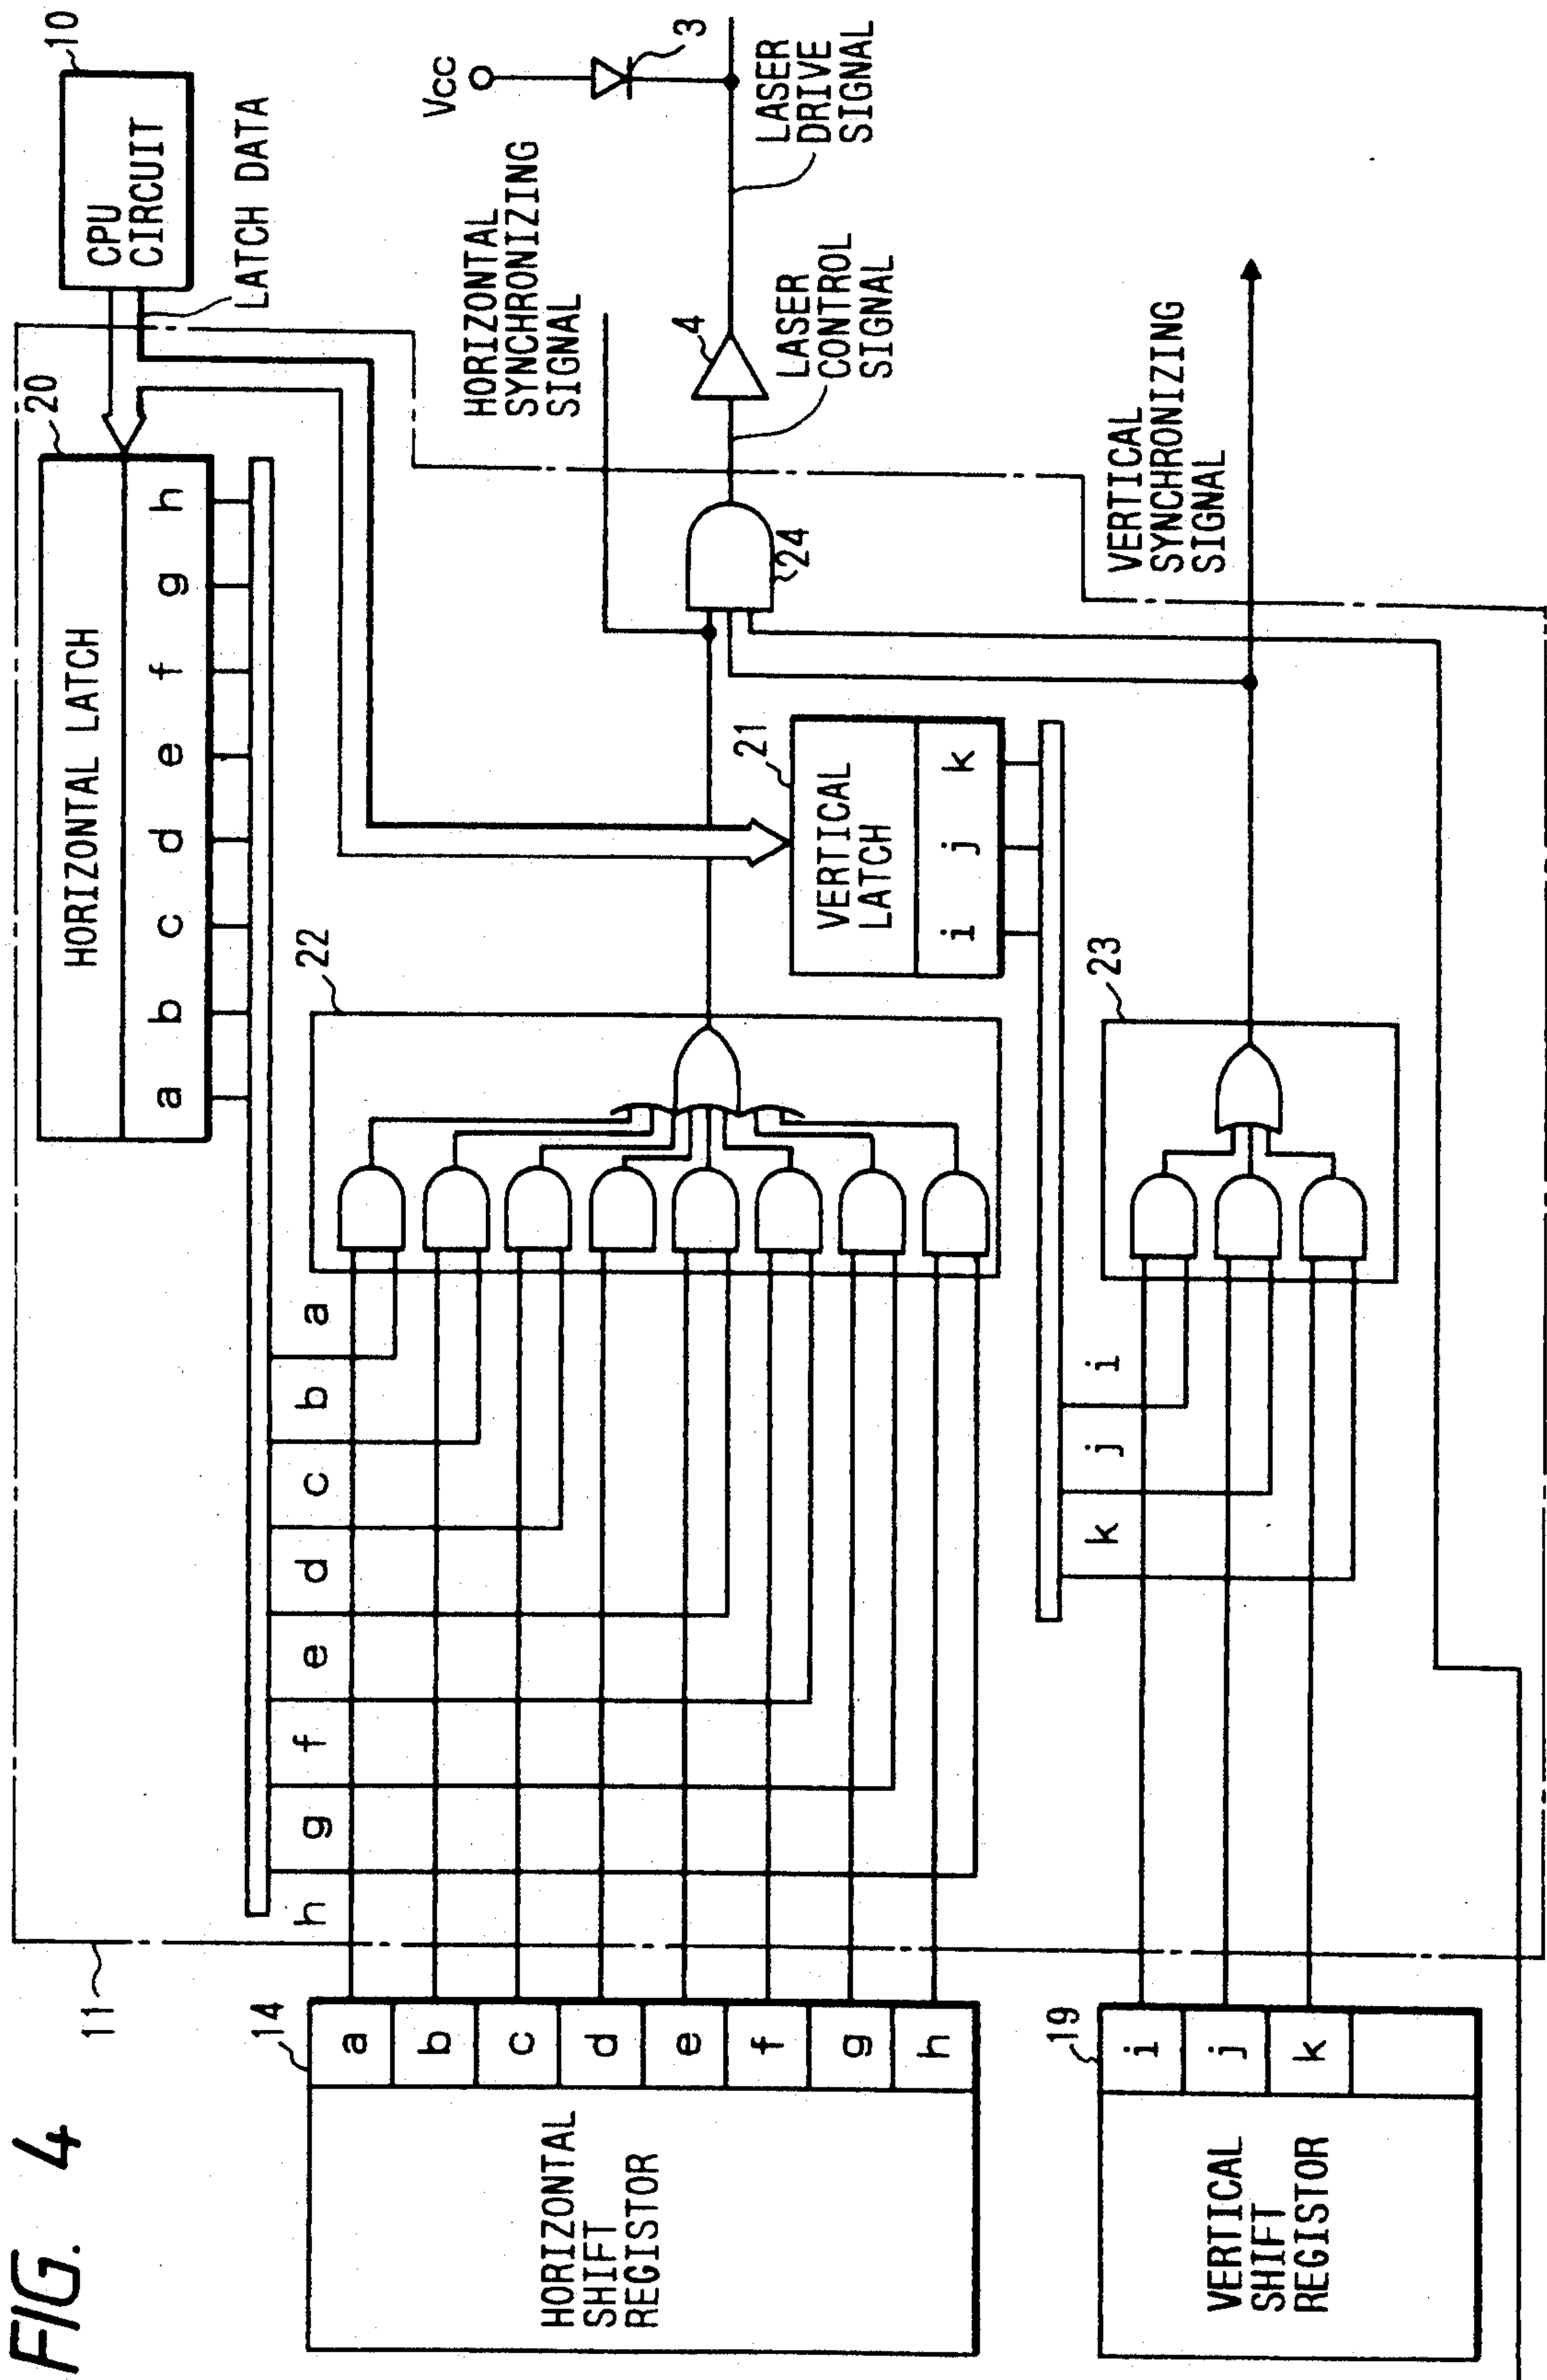 FIG. 4
11
10
CPU
CIRCUIT
LATCH DATA
20
HORIZONTAL LATCH
a b c d e f g h
14
HORIZONTAL
SHIFT
REGISTOR
a
b
c
d
e
f
g
h
h g f e d c b a
22
HORIZONTAL
SYNCHRONIZING
SIGNAL
Vcc
3
21
VERTICAL
LATCH
i j k
24
4
LASER
CONTROL
SIGNAL
LASER
DRIVE
SIGNAL
19
VERTICAL
SHIFT
REGISTOR
i
j
k
k j i
23
VERTICAL
SYNCHRONIZING
SIGNAL